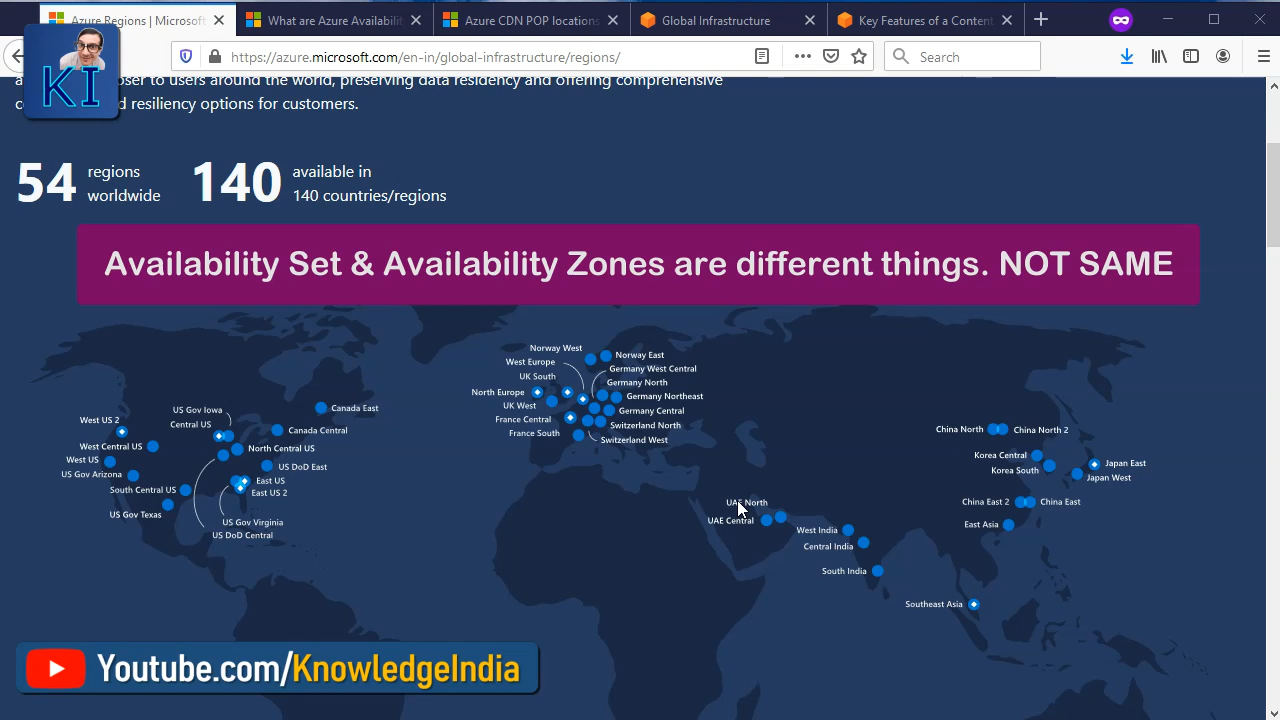 Azure Regions | Microsoft
What are Azure Availabilit
Azure CDN POP locations
Global Infrastructure
Key Features of a Content
https://azure.microsoft.com/en-in/global-infrastructure/regions/
Search
KI
oser to users around the world, preserving data residency and offering comprehensive
d resiliency options for customers.
54 regions worldwide
140 available in 140 countries/regions
Availability Set & Availability Zones are different things. NOT SAME
Norway West
Norway East
West Europe
Germany West Central
UK South
Germany North
North Europe
Germany Northeast
UK West
Germany Central
France Central
Switzerland North
France South
Switzerland West
US Gov Iowa
Canada East
West US 2
Central US
Canada Central
West Central US
North Central US
West US
US DoD East
US Gov Arizona
East US
South Central US
East US 2
US Gov Texas
US Gov Virginia
US DoD Central
China North
China North 2
Korea Central
Japan East
Korea South
Japan West
UAE North
China East 2
China East
UAE Central
West India
East Asia
Central India
South India
Southeast Asia
Youtube.com/KnowledgeIndia